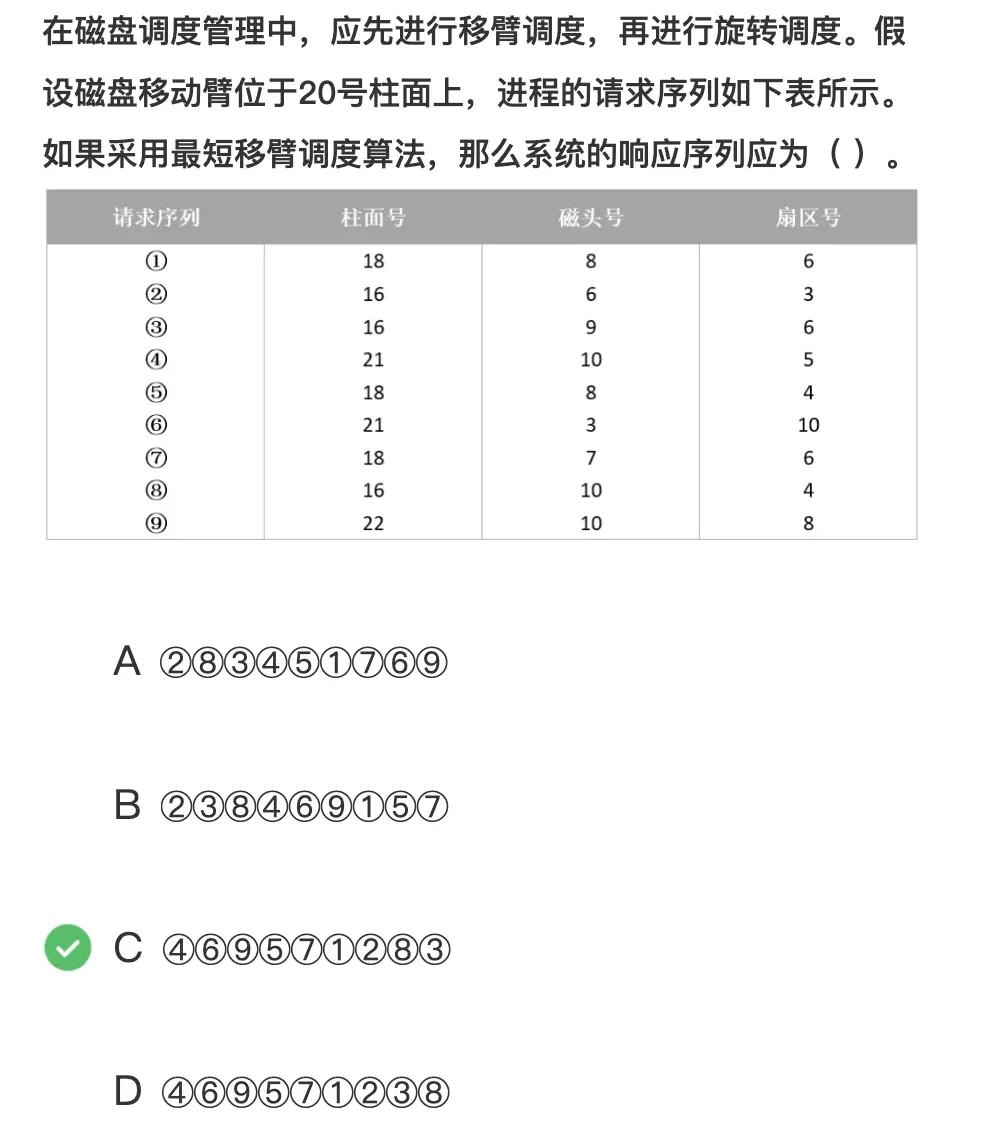 在磁盘调度管理中，应先进行移臂调度，再进行旋转调度。假
设磁盘移动臂位于20号柱面上，进程的请求序列如下表所示。
如果采用最短移臂调度算法，那么系统的响应序列应为（ ）。
请求序列 柱面号 磁头号 扇区号
① 18 8 6
② 16 6 3
③ 16 9 6
④ 21 10 5
⑤ 18 8 4
⑥ 21 3 10
⑦ 18 7 6
⑧ 16 10 4
⑨ 22 10 8
A ②⑧③④⑤①⑦⑥⑨
B ②③⑧④⑥⑨①⑤⑦
C ④⑥⑨⑤⑦①②⑧③
D ④⑥⑨⑤⑦①②③⑧